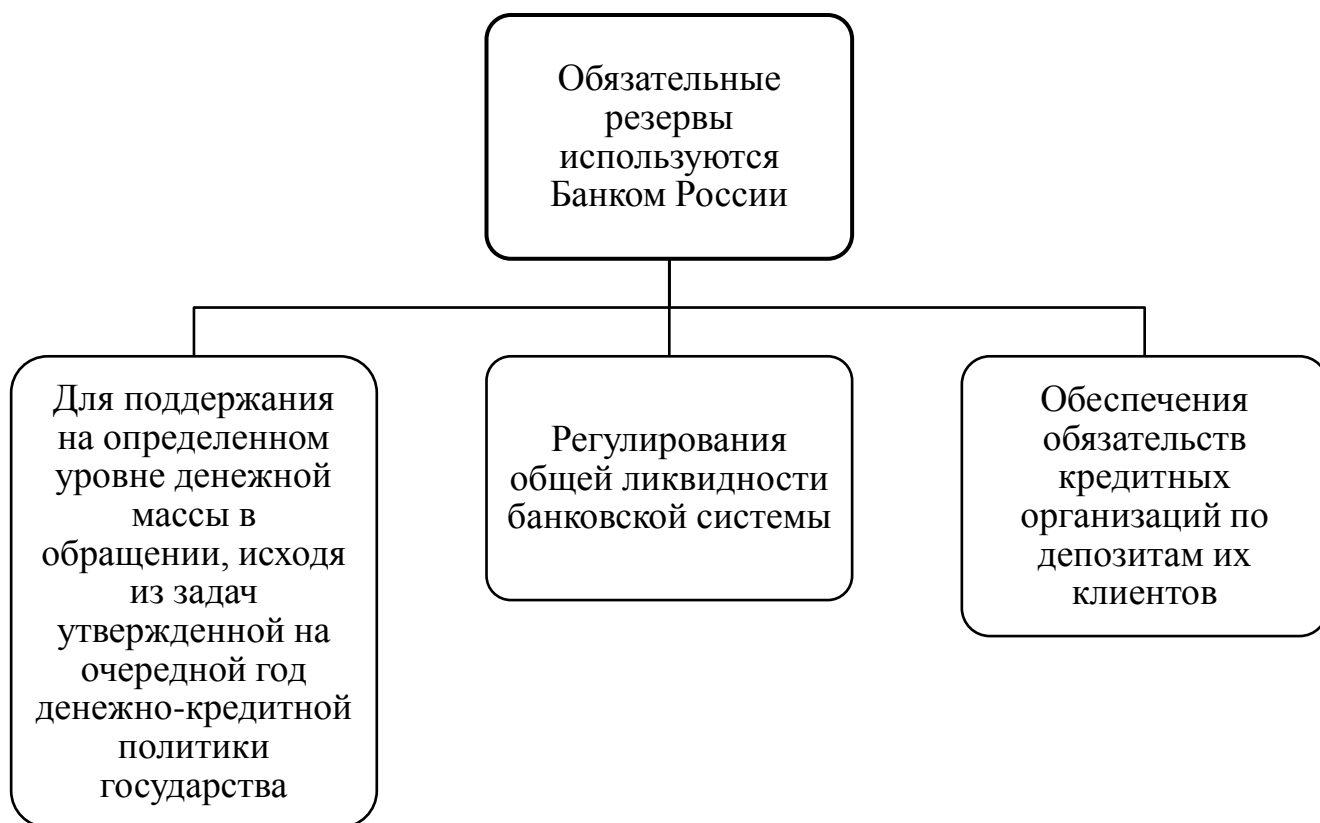 Обязательные
резервы
используются
Банком России
Для поддержания
на определенном
уровне денежной
массы в
обращении, исходя
из задач
утвержденной на
очередной год
денежно-кредитной
политики
государства
Регулирования
общей ликвидности
банковской системы
Обеспечения
обязательств
кредитных
организаций по
депозитам их
клиентов